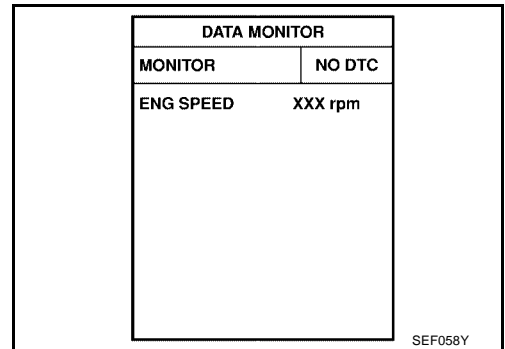 DATA MONITOR
MONITOR NO DTC
ENG SPEED XXX rpm
SEF058Y